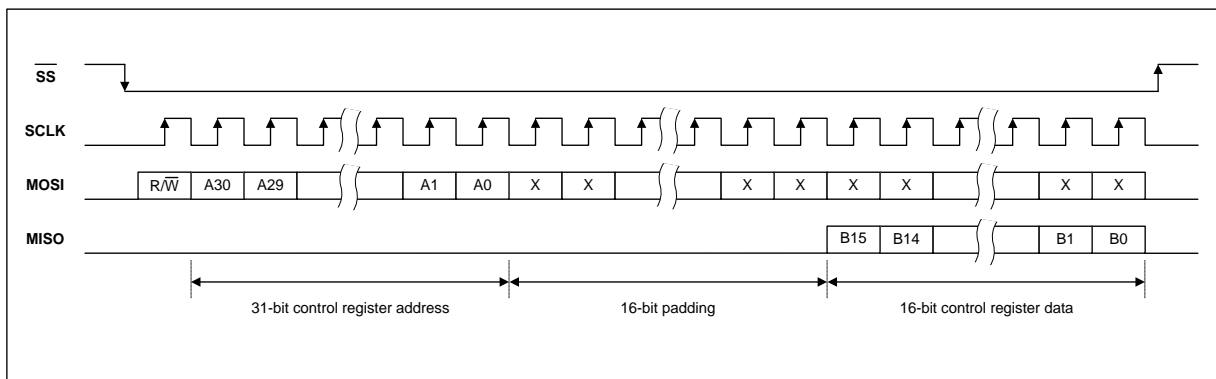 SS
SCLK
MOSI R/W A30 A29 A1 A0 X X X X X X X X
MISO B15 B14 B1 B0
31-bit control register address 16-bit padding 16-bit control register data